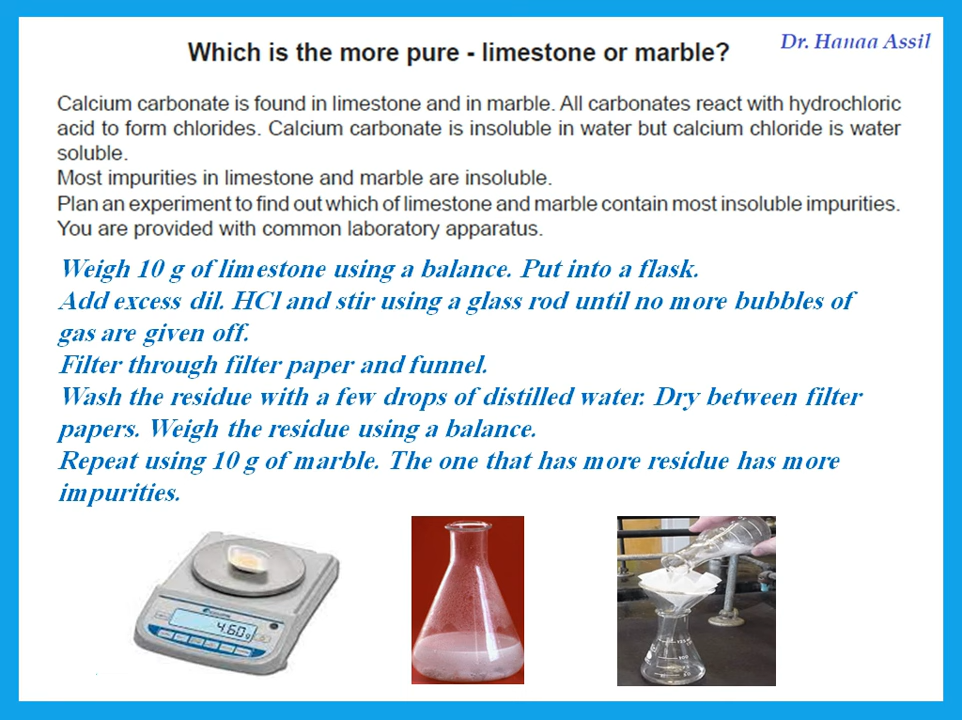 Which is the more pure - limestone or marble?
Dr. Hanaa Assil
Calcium carbonate is found in limestone and in marble. All carbonates react with hydrochloric
acid to form chlorides. Calcium carbonate is insoluble in water but calcium chloride is water
soluble.
Most impurities in limestone and marble are insoluble.
Plan an experiment to find out which of limestone and marble contain most insoluble impurities.
You are provided with common laboratory apparatus.
Weigh 10 g of limestone using a balance. Put into a flask.
Add excess dil. HCl and stir using a glass rod until no more bubbles of
gas are given off.
Filter through filter paper and funnel.
Wash the residue with a few drops of distilled water. Dry between filter
papers. Weigh the residue using a balance.
Repeat using 10 g of marble. The one that has more residue has more
impurities.
4.60g